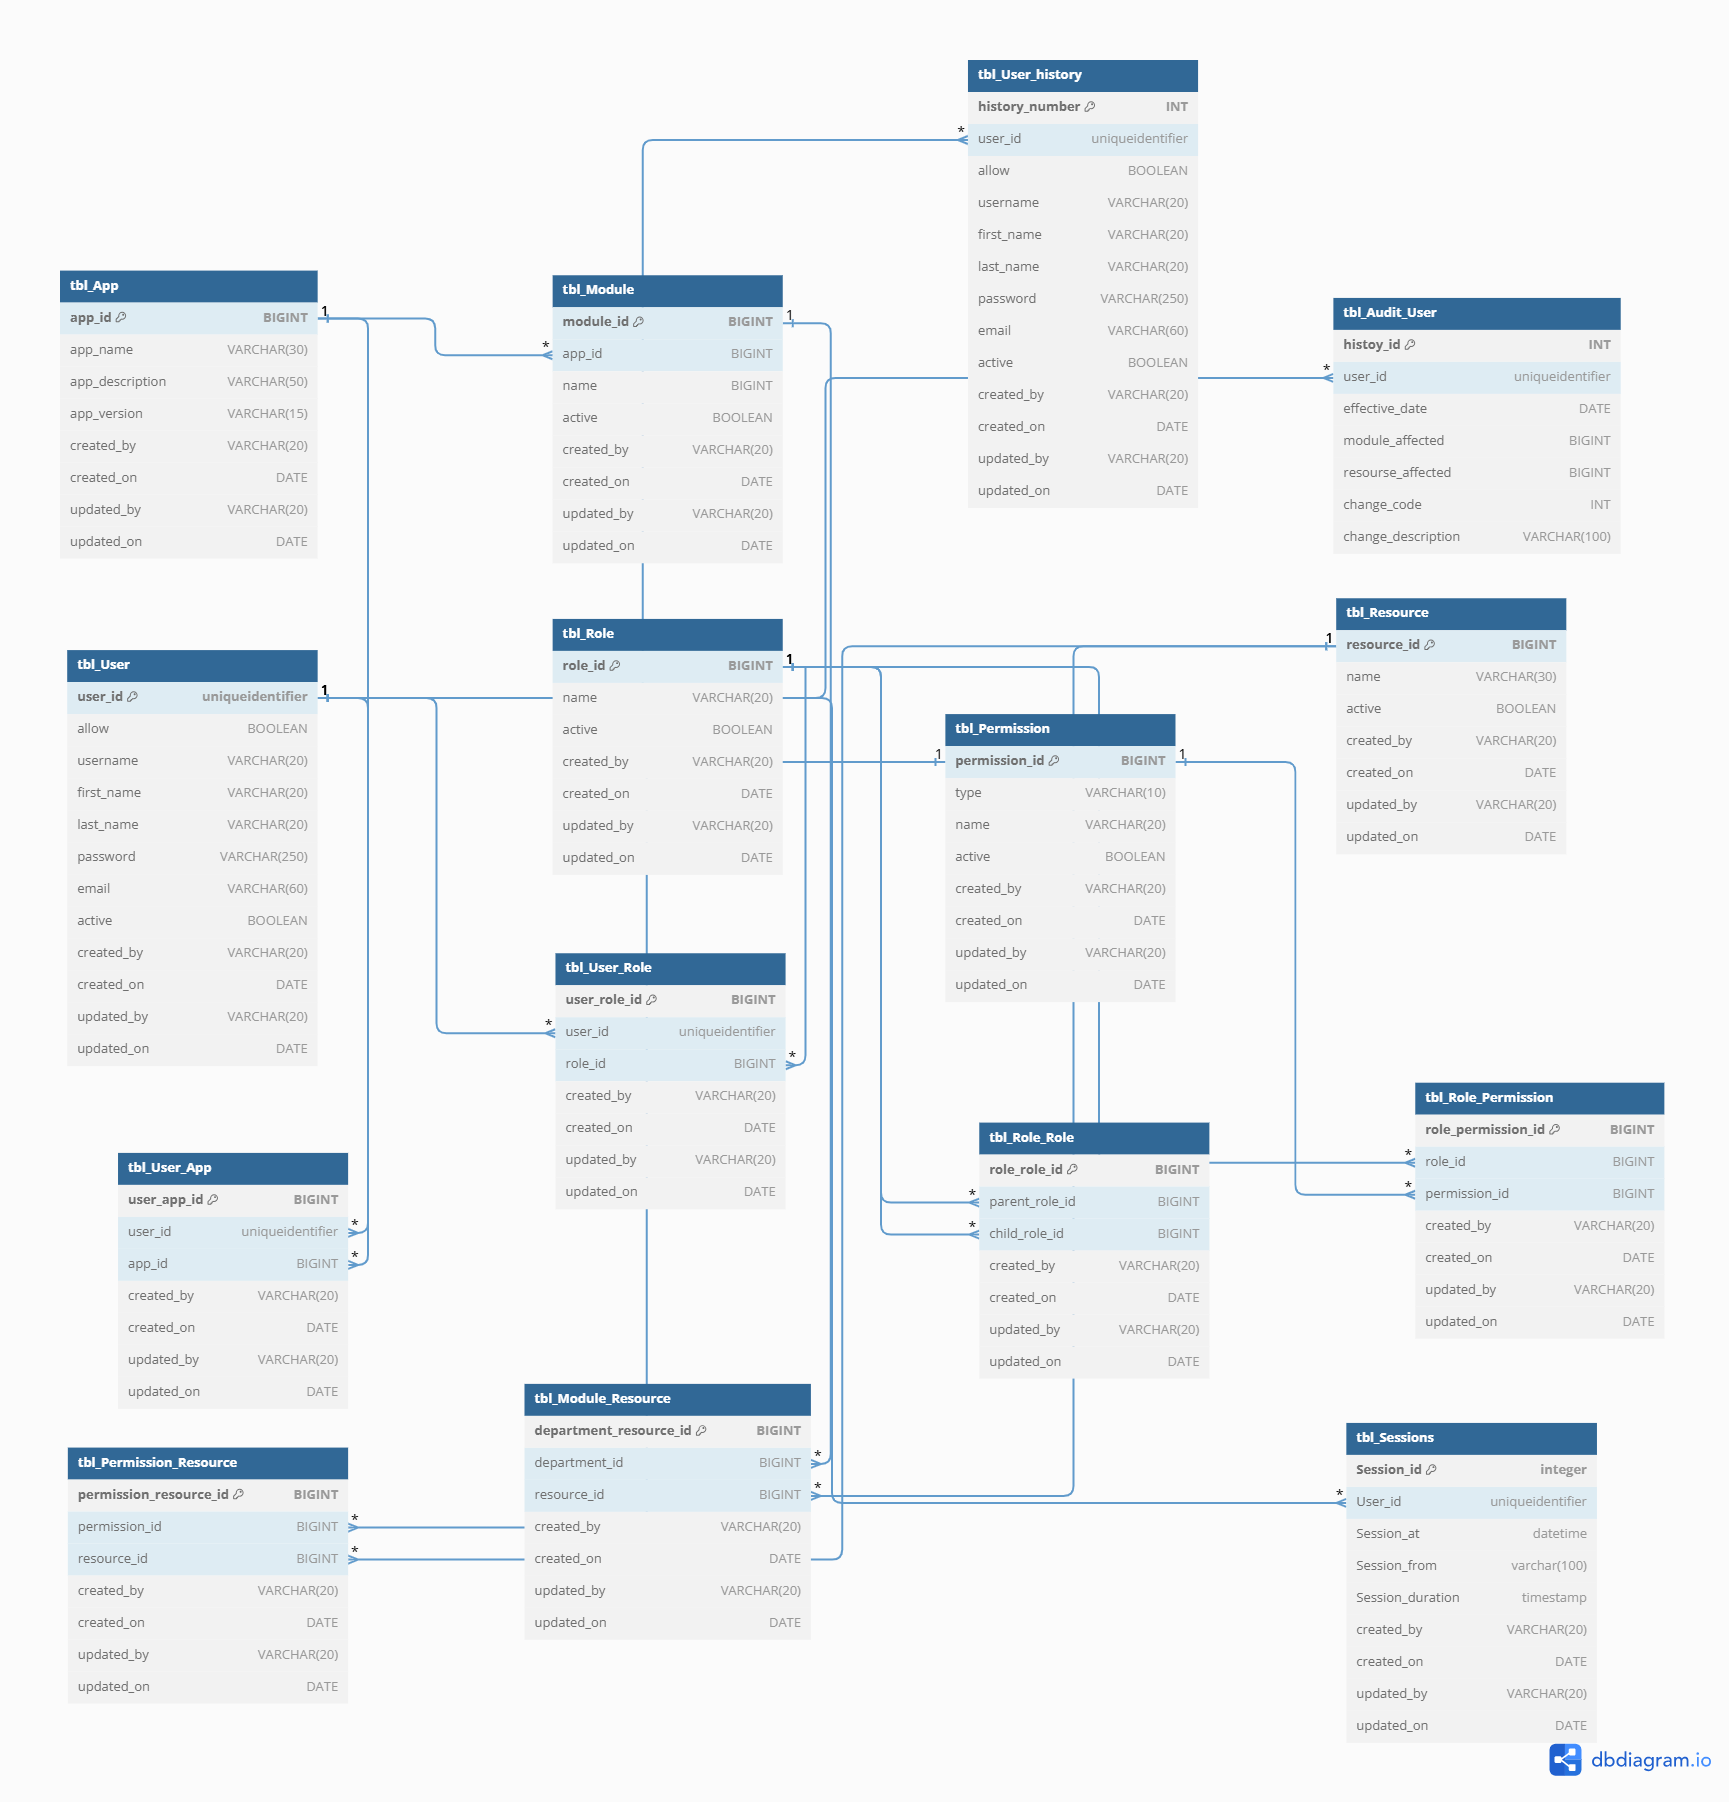 tbl_User_history
history_number INT
* user_id uniqueidentifier
allow BOOLEAN
username VARCHAR(20)
first_name VARCHAR(20)
last_name VARCHAR(20)
password VARCHAR(250)
email VARCHAR(60)
active BOOLEAN
created_by VARCHAR(20)
created_on DATE
updated_by VARCHAR(20)
updated_on DATE
tbl_App
app_id BIGINT 1
app_name VARCHAR(30)
app_description VARCHAR(50)
app_version VARCHAR(15)
created_by VARCHAR(20)
created_on DATE
updated_by VARCHAR(20)
updated_on DATE
tbl_Module
module_id BIGINT 1
* app_id BIGINT
name BIGINT
active BOOLEAN
created_by VARCHAR(20)
created_on DATE
updated_by VARCHAR(20)
updated_on DATE
tbl_Audit_User
histoy_id INT
* user_id uniqueidentifier
effective_date DATE
module_affected BIGINT
resourse_affected BIGINT
change_code INT
change_description VARCHAR(100)
tbl_User
user_id uniqueidentifier 1
allow BOOLEAN
username VARCHAR(20)
first_name VARCHAR(20)
last_name VARCHAR(20)
password VARCHAR(250)
email VARCHAR(60)
active BOOLEAN
created_by VARCHAR(20)
created_on DATE
updated_by VARCHAR(20)
updated_on DATE
tbl_Role
role_id BIGINT 1
name VARCHAR(20)
active BOOLEAN
created_by VARCHAR(20)
created_on DATE
updated_by VARCHAR(20)
updated_on DATE
tbl_Resource
1 resource_id BIGINT
name VARCHAR(30)
active BOOLEAN
created_by VARCHAR(20)
created_on DATE
updated_by VARCHAR(20)
updated_on DATE
tbl_Permission
1 permission_id BIGINT 1
type VARCHAR(10)
name VARCHAR(20)
active BOOLEAN
created_by VARCHAR(20)
created_on DATE
updated_by VARCHAR(20)
updated_on DATE
tbl_User_Role
user_role_id BIGINT
* user_id uniqueidentifier
role_id BIGINT *
created_by VARCHAR(20)
created_on DATE
updated_by VARCHAR(20)
updated_on DATE
tbl_Role_Permission
role_permission_id BIGINT
* role_id BIGINT
* permission_id BIGINT
created_by VARCHAR(20)
created_on DATE
updated_by VARCHAR(20)
updated_on DATE
tbl_Role_Role
role_role_id BIGINT
* parent_role_id BIGINT
* child_role_id BIGINT
created_by VARCHAR(20)
created_on DATE
updated_by VARCHAR(20)
updated_on DATE
tbl_User_App
user_app_id BIGINT
user_id uniqueidentifier *
app_id BIGINT *
created_by VARCHAR(20)
created_on DATE
updated_by VARCHAR(20)
updated_on DATE
tbl_Module_Resource
department_resource_id BIGINT
department_id BIGINT *
resource_id BIGINT *
created_by VARCHAR(20)
created_on DATE
updated_by VARCHAR(20)
updated_on DATE
tbl_Permission_Resource
permission_resource_id BIGINT
permission_id BIGINT *
resource_id BIGINT *
created_by VARCHAR(20)
created_on DATE
updated_by VARCHAR(20)
updated_on DATE
tbl_Sessions
Session_id integer
* User_id uniqueidentifier
Session_at datetime
Session_from varchar(100)
Session_duration timestamp
created_by VARCHAR(20)
created_on DATE
updated_by VARCHAR(20)
updated_on DATE
dbdiagram.io